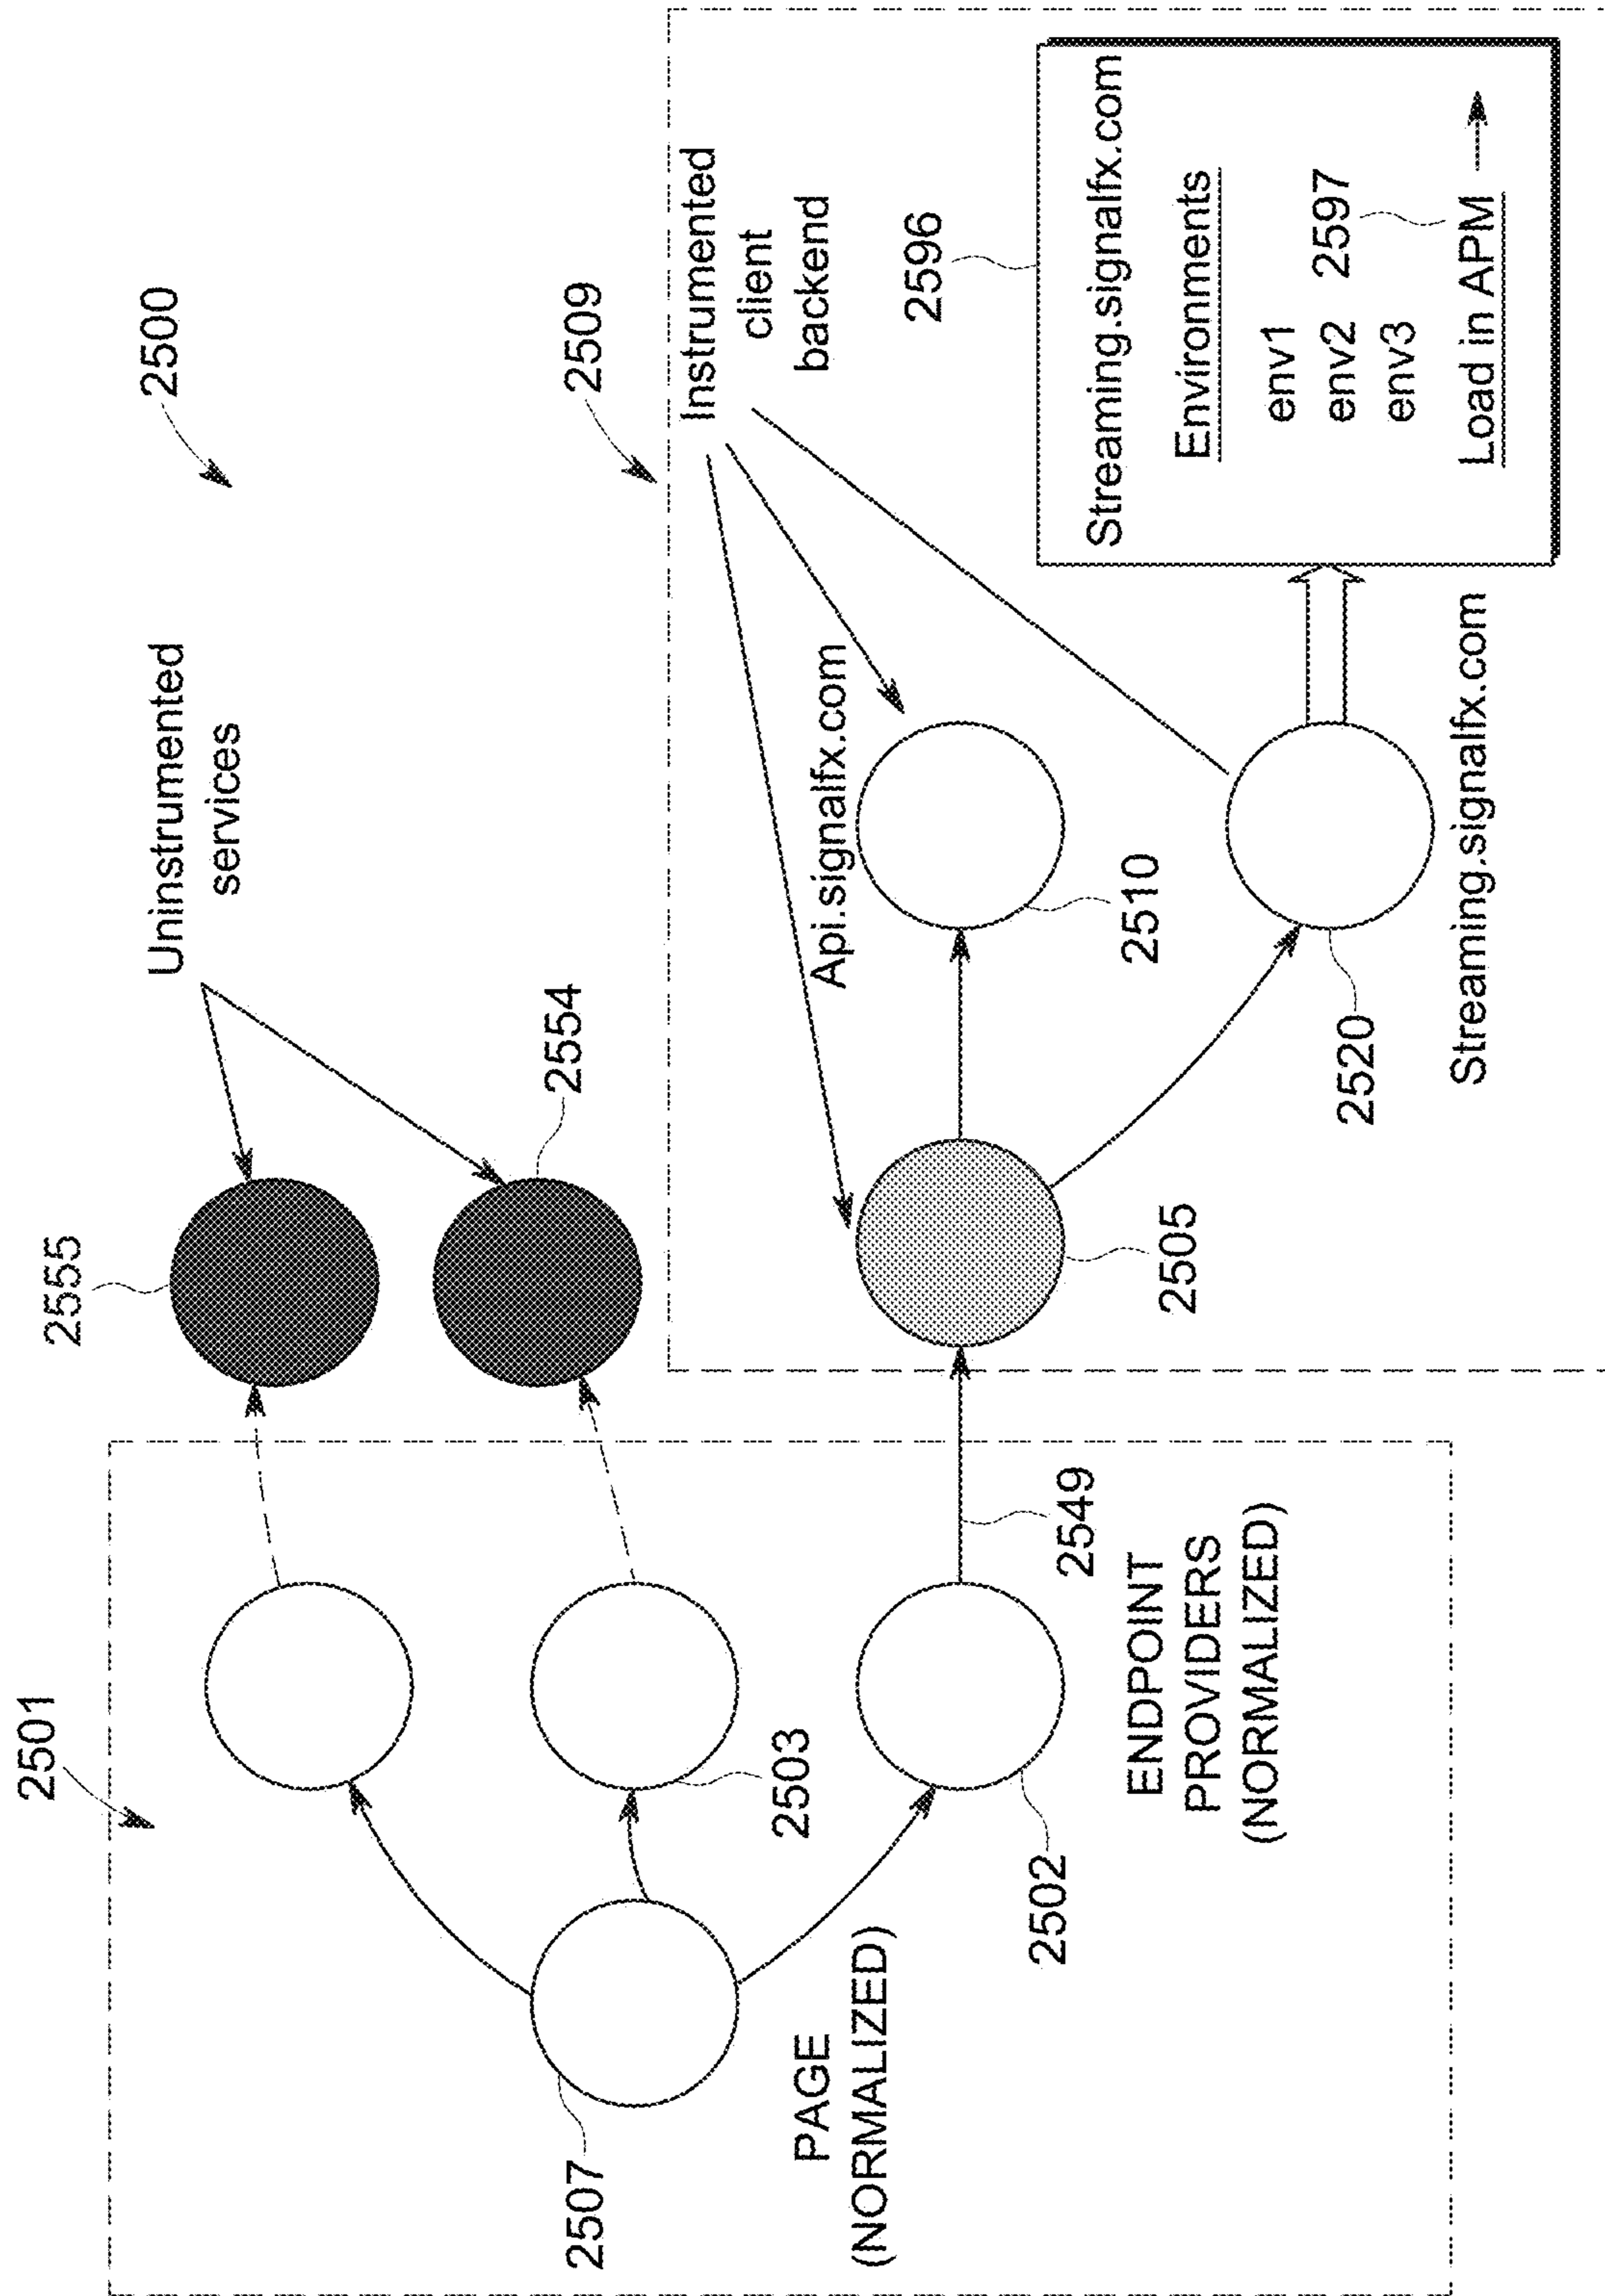 2500
2501
2555
Uninstrumented
services
2554
2509
Instrumented
client
backend
2507
PAGE
(NORMALIZED)
2503
2502
ENDPOINT
PROVIDERS
(NORMALIZED)
2549
2505
Api.signalfx.com
2510
2520
Streaming.signalfx.com
2596
Streaming.signalfx.com
Environments
env1
env2
env3
2597
Load in APM